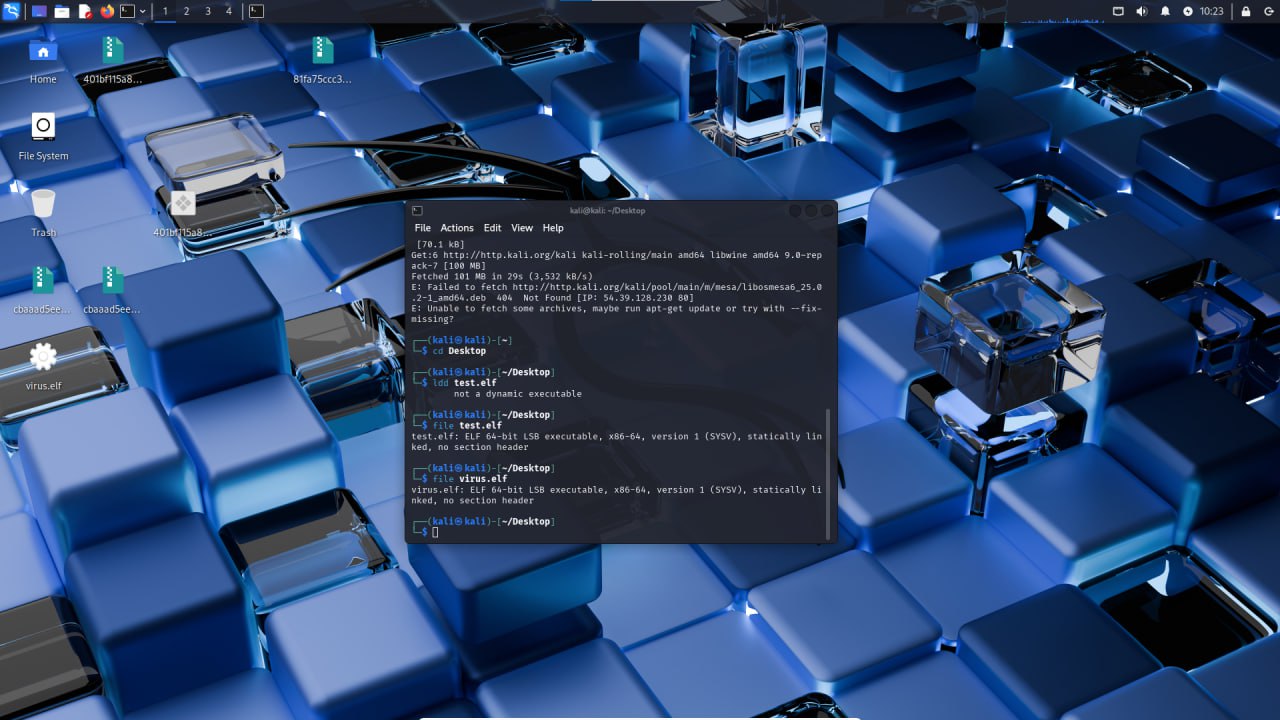 1 2 3 4
10:23
Home
401bf115a8...
81fa75ccc3...
File System
Trash
401bf115a8...
cbaaad5ee...
cbaaad5ee...
virus.elf
kali@kali: ~/Desktop
File Actions Edit View Help
[70.1 kB]
Get:6 http://http.kali.org/kali kali-rolling/main amd64 libwine amd64 9.0~rep
ack-7 [100 MB]
Fetched 101 MB in 29s (3,532 kB/s)
E: Failed to fetch http://http.kali.org/kali/pool/main/m/mesa/libosmesa6_25.0
.2-1_amd64.deb  404  Not Found [IP: 54.39.128.230 80]
E: Unable to fetch some archives, maybe run apt-get update or try with --fix-
missing?
┌──(kali㉿kali)-[~]
└─$ cd Desktop
┌──(kali㉿kali)-[~/Desktop]
└─$ ldd test.elf
not a dynamic executable
┌──(kali㉿kali)-[~/Desktop]
└─$ file test.elf
test.elf: ELF 64-bit LSB executable, x86-64, version 1 (SYSV), statically lin
ked, no section header
┌──(kali㉿kali)-[~/Desktop]
└─$ file virus.elf
virus.elf: ELF 64-bit LSB executable, x86-64, version 1 (SYSV), statically li
nked, no section header
┌──(kali㉿kali)-[~/Desktop]
└─$